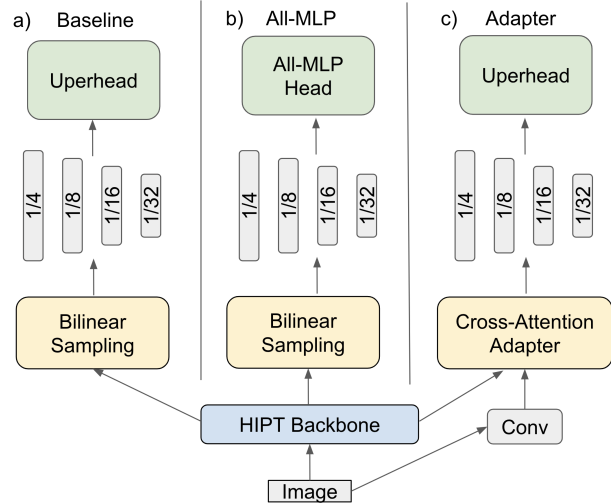 a) Baseline
Uperhead
1/4
1/8
1/16
1/32
Bilinear
Sampling
b) All-MLP
All-MLP
Head
1/4
1/8
1/16
1/32
Bilinear
Sampling
c) Adapter
Uperhead
1/4
1/8
1/16
1/32
Cross-Attention
Adapter
HIPT Backbone
Conv
Image